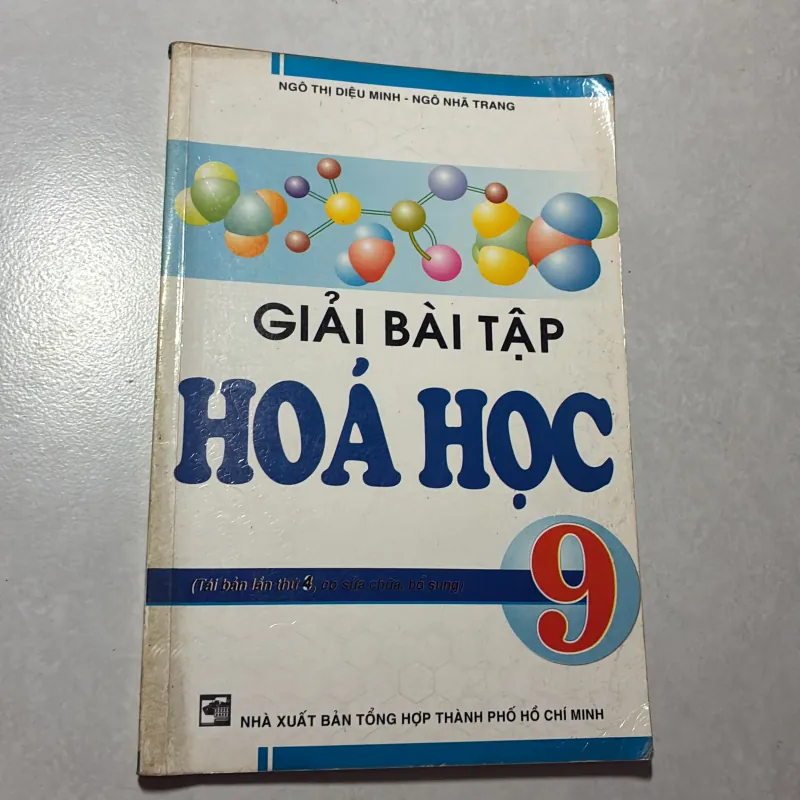 NGÔ THỊ DIỆU MINH - NGÔ NHÃ TRANG
GIẢI BÀI TẬP
HOÁ HỌC
9
(Tái bản lần thứ 4, có sửa chữa, bổ sung)
NHÀ XUẤT BẢN TỔNG HỢP THÀNH PHỐ HỒ CHÍ MINH